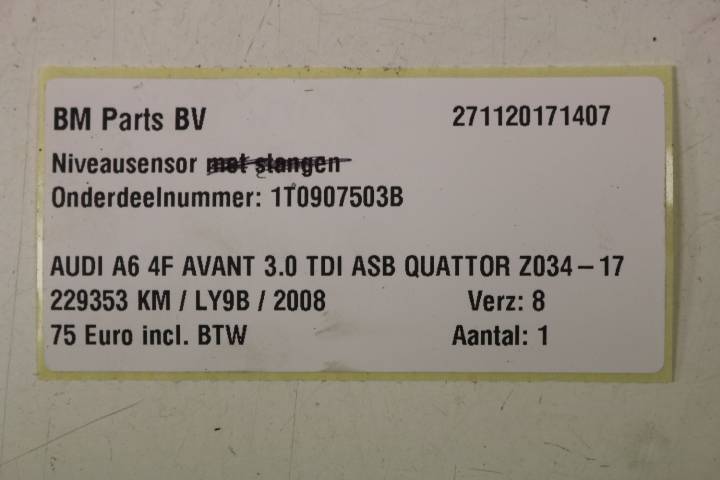 BM Parts BV 271120171407
Niveausensor met stangen
Onderdeelnummer: 1T0907503B
AUDI A6 4F AVANT 3.0 TDI ASB QUATTOR Z034-17
229353 KM / LY9B / 2008 Verz: 8
75 Euro incl. BTW Aantal: 1